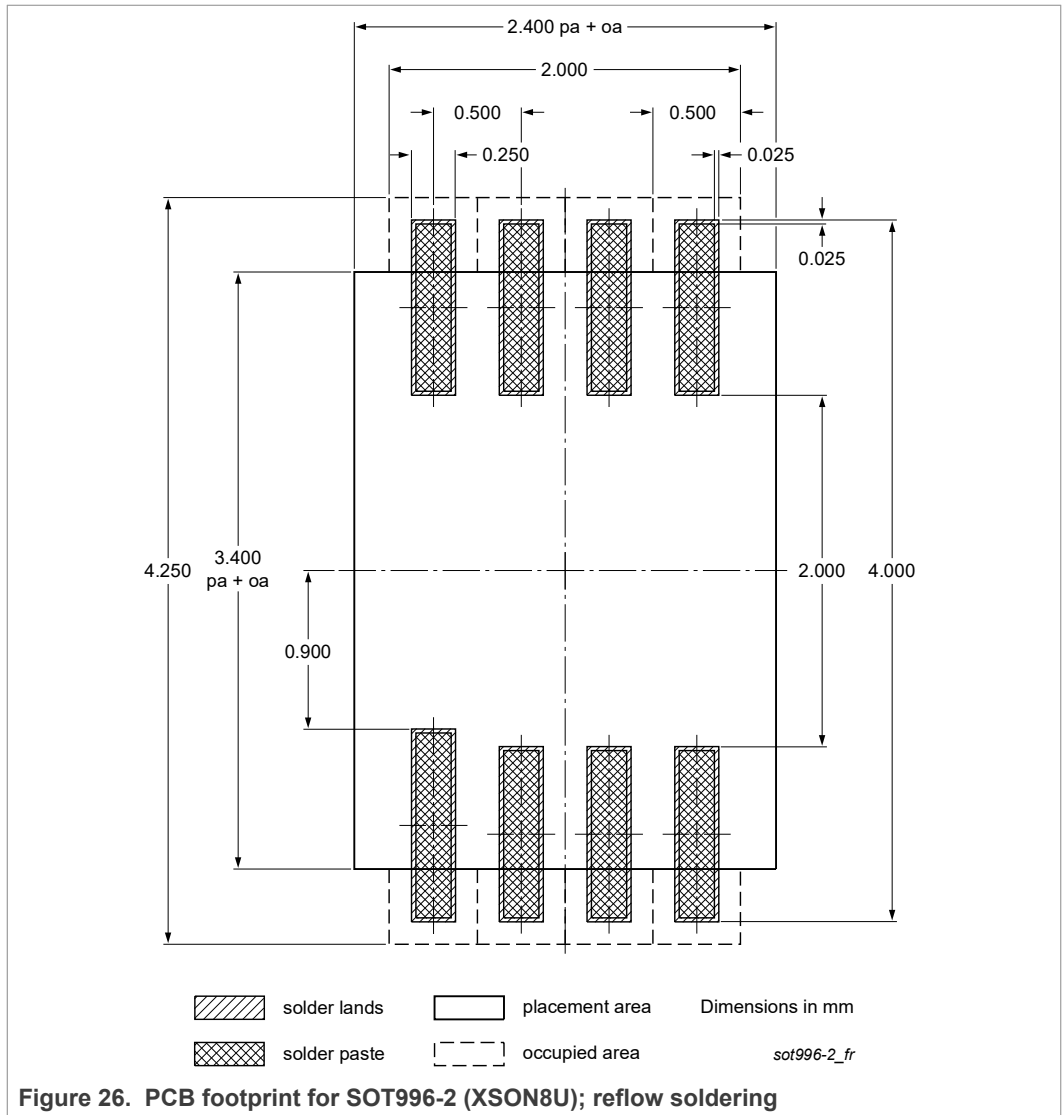 2.400 pa + oa
2.000
0.500
0.500
0.250
0.025
0.025
4.250
3.400
pa + oa
2.000
4.000
0.900
solder lands
placement area
Dimensions in mm
solder paste
occupied area
sot996-2_fr
Figure 26. PCB footprint for SOT996-2 (XSON8U); reflow soldering